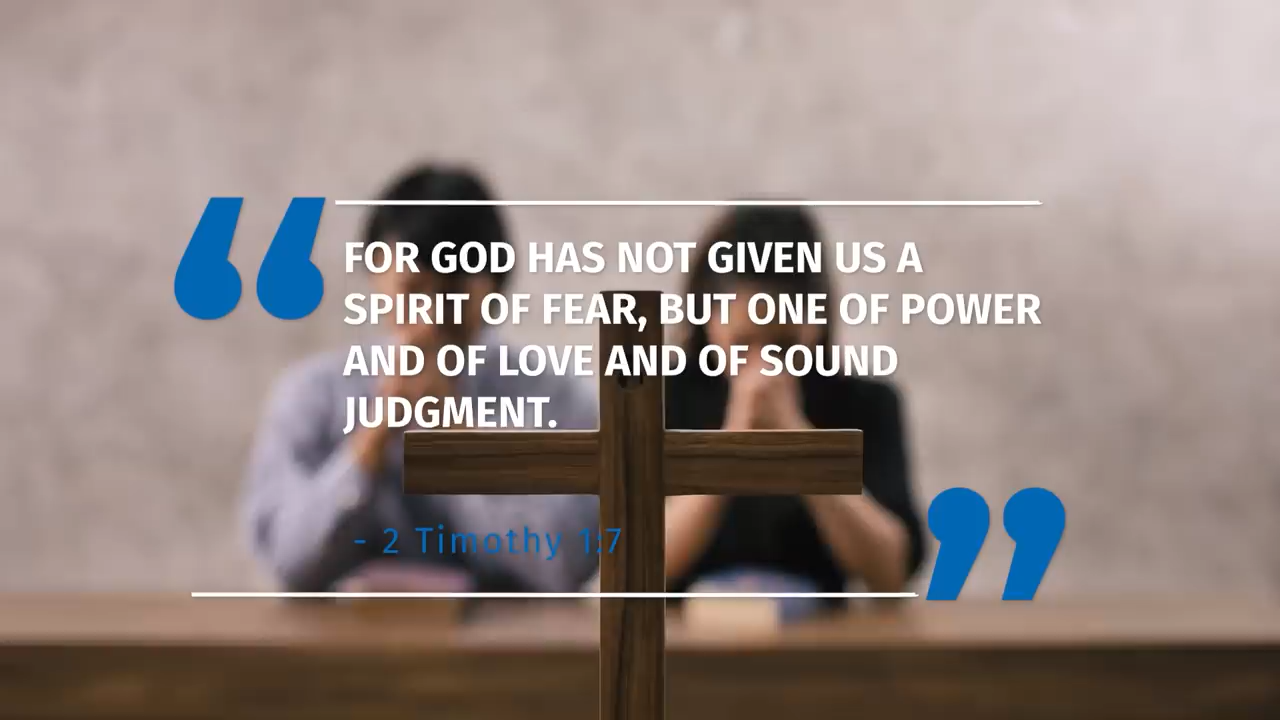 FOR GOD HAS NOT GIVEN US A
SPIRIT OF FEAR, BUT ONE OF POWER
AND OF LOVE AND OF SOUND
JUDGMENT.
- 2 Timothy 1:7